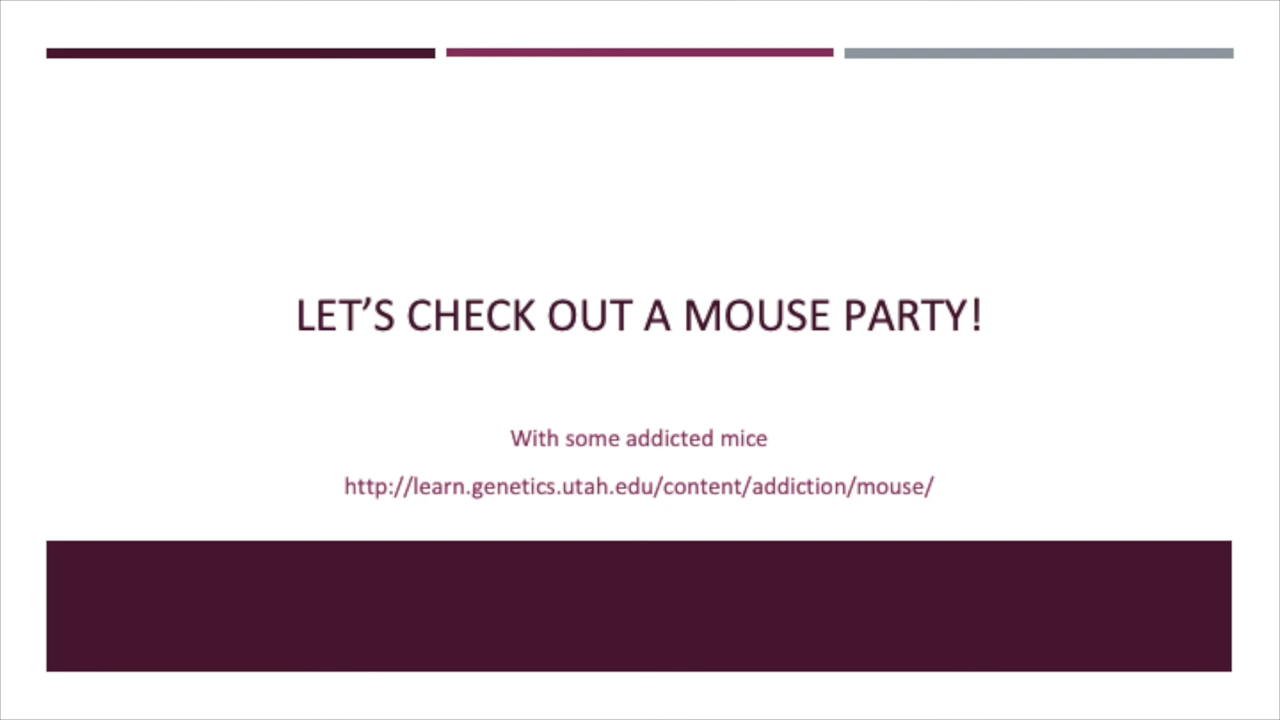 LET’S CHECK OUT A MOUSE PARTY!
With some addicted mice
http://learn.genetics.utah.edu/content/addiction/mouse/